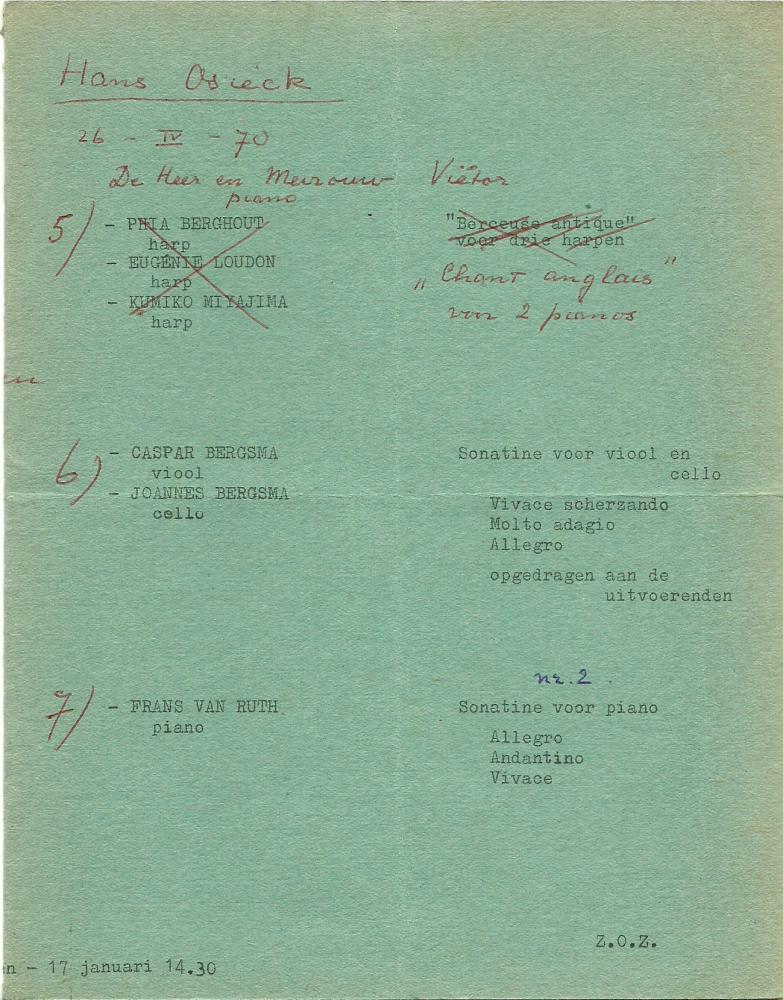 Hans Osieck
26 - IV - 70
De Heer en Mevrouw Viëtor
piano
5) - PHIA BERGHOUT "Berceuse antique"
harp voor drie harpen
- EUGÉNIE LOUDON
harp „Chant anglais"
- KUMIKO MIYAJIMA voor 2 pianos
harp
6) - CASPAR BERGSMA Sonatine voor viool en
viool cello
- JOANNES BERGSMA Vivace scherzando
cello Molto adagio
Allegro
opgedragen aan de
uitvoerenden
nr. 2.
7) - FRANS VAN RUTH Sonatine voor piano
piano
Allegro
Andantino
Vivace
Z.O.Z.
n - 17 januari 14.30